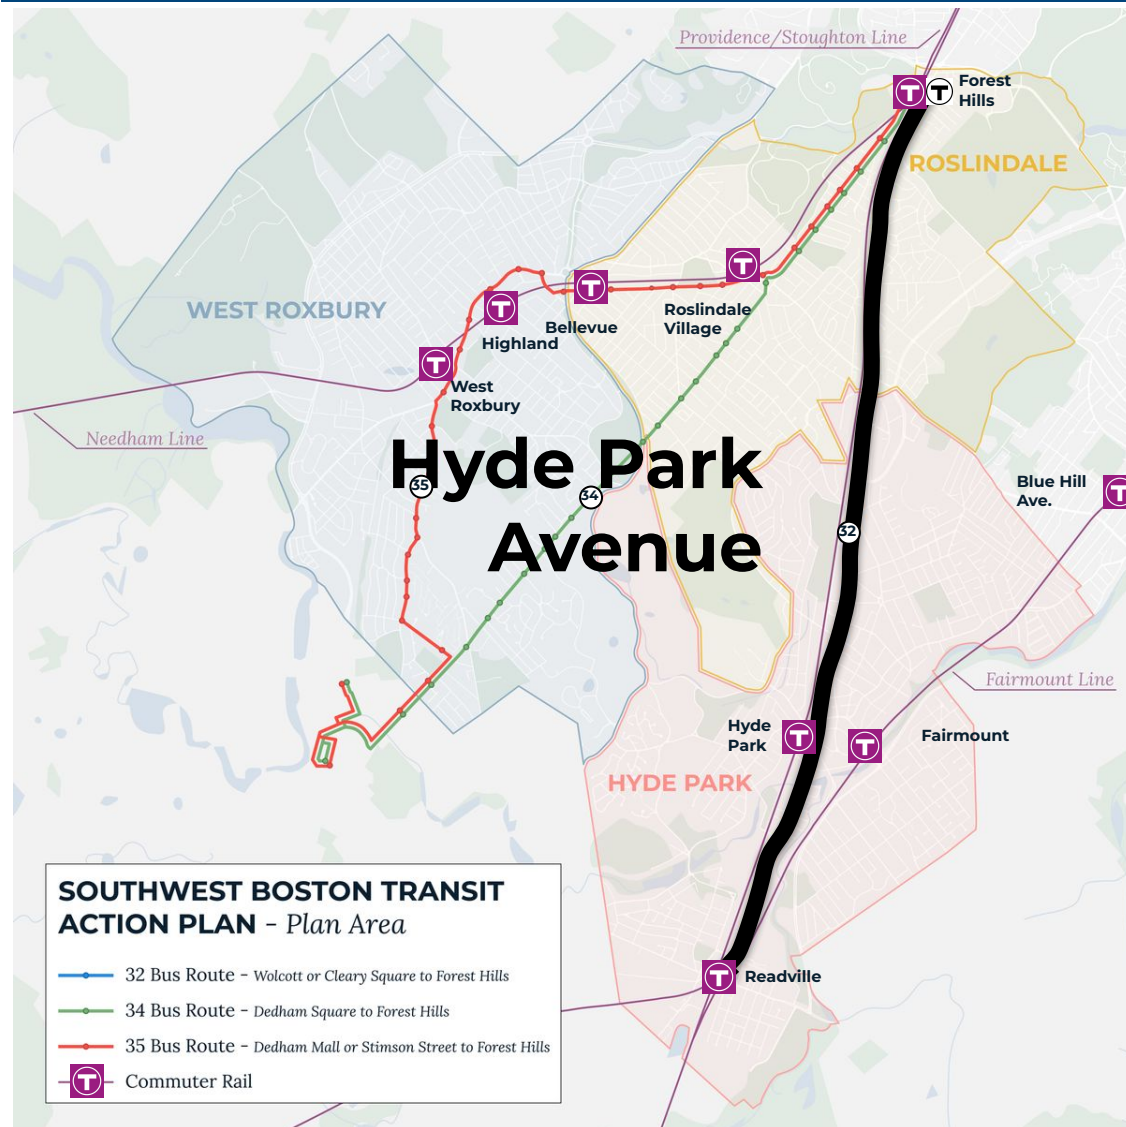 Providence/Stoughton Line
T
T
Forest
Hills
ROSLINDALE
T
T
WEST ROXBURY
T
Roslindale
Village
Bellevue
Highland
T
West
Roxbury
Needham Line
Hyde Park
Avenue
35
34
32
Blue Hill
Ave.
T
Fairmount Line
Hyde
Park
T
T
Fairmount
HYDE PARK
SOUTHWEST BOSTON TRANSIT
ACTION PLAN - Plan Area
32 Bus Route - Wolcott or Cleary Square to Forest Hills
34 Bus Route - Dedham Square to Forest Hills
35 Bus Route - Dedham Mall or Stimson Street to Forest Hills
T Commuter Rail
T
Readville